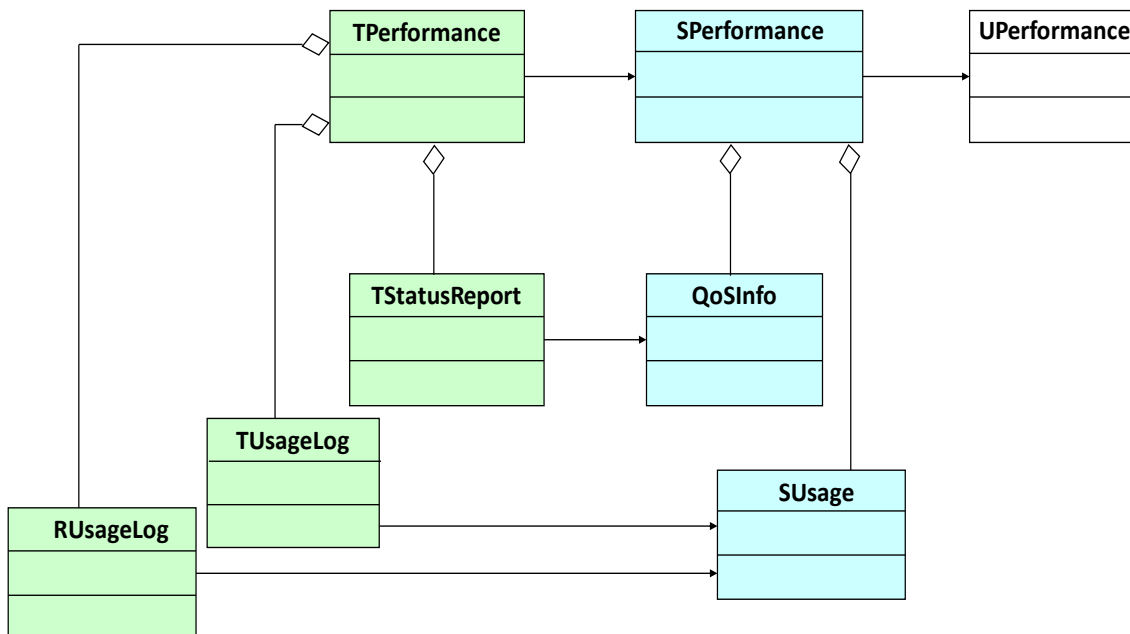 TPerformance
SPerformance
UPerformance
TStatusReport
QoSInfo
TUsageLog
SUsage
RUsageLog